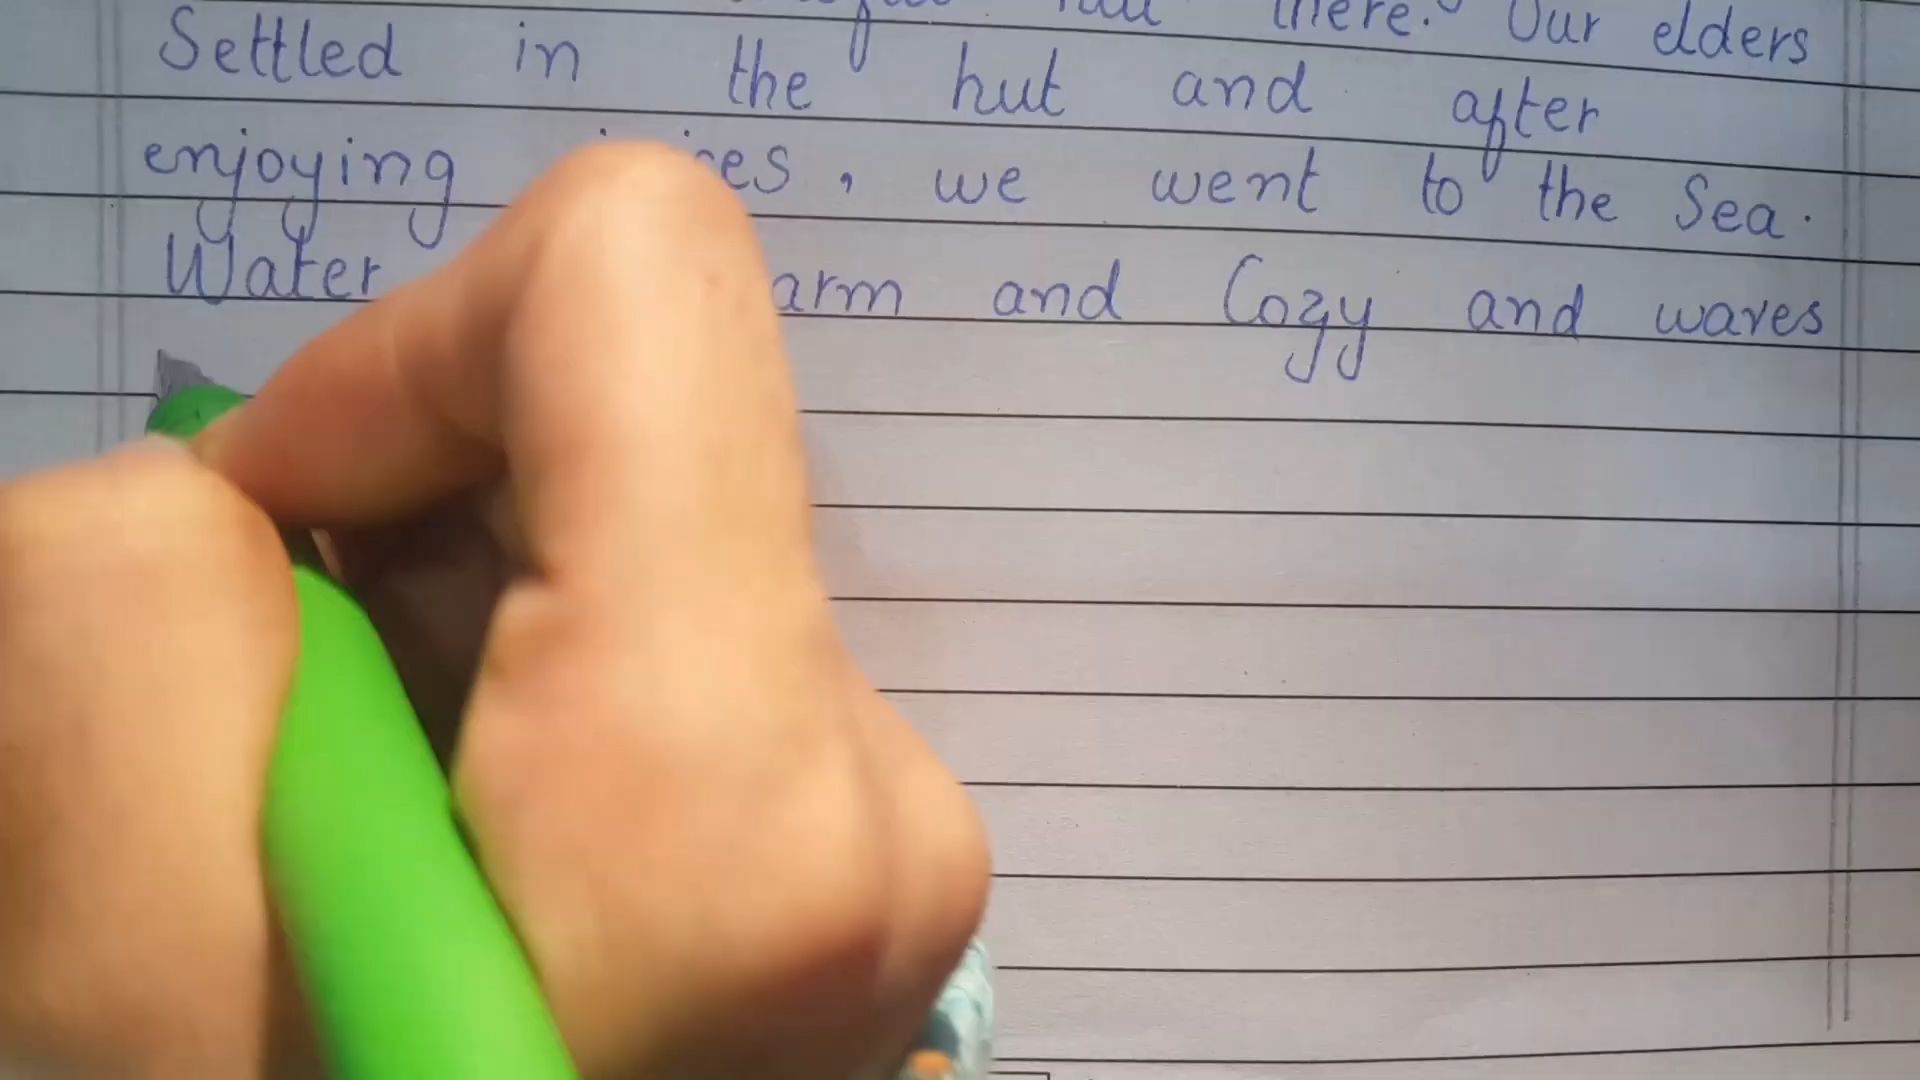 there. Our elders
Settled in the hut and after
enjoying , we went to the Sea.
Water and Cozy and waves